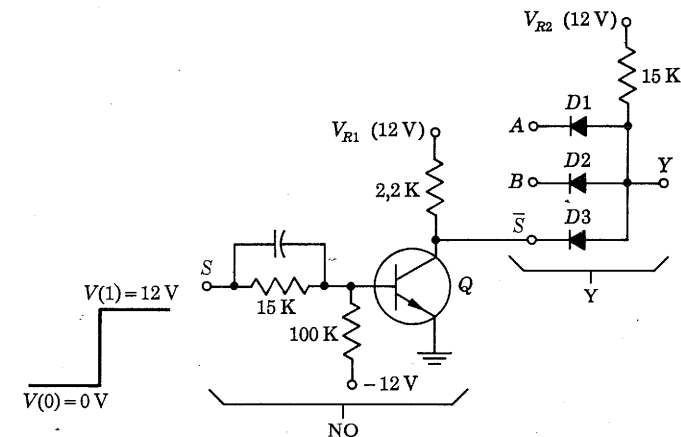 V_R2 (12 V)
15 K
D1
A
V_R1 (12 V)
D2
B
Y
2,2 K
S̅
D3
S
Q
Y
V(1) = 12 V
15 K
100 K
−12 V
V(0) = 0 V
NO